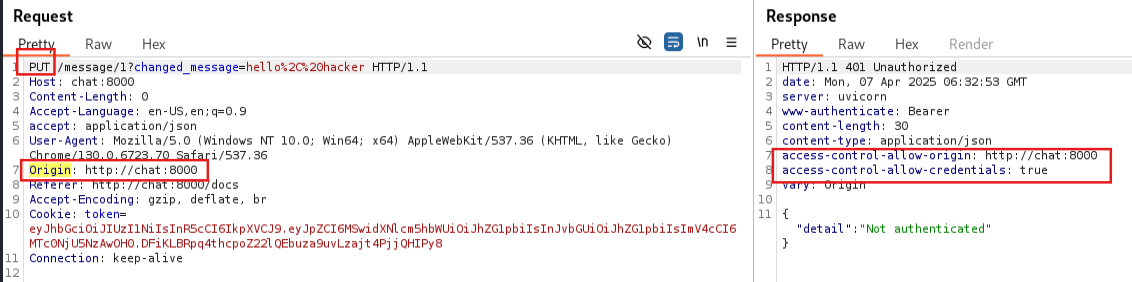 Request
Response
Pretty Raw Hex
\n
Pretty Raw Hex Render
1 PUT /message/1?changed_message=hello%2C%20hacker HTTP/1.1
2 Host: chat:8000
3 Content-Length: 0
4 Accept-Language: en-US,en;q=0.9
5 accept: application/json
6 User-Agent: Mozilla/5.0 (Windows NT 10.0; Win64; x64) AppleWebKit/537.36 (KHTML, like Gecko)
Chrome/130.0.6723.70 Safari/537.36
7 Origin: http://chat:8000
8 Referer: http://chat:8000/docs
9 Accept-Encoding: gzip, deflate, br
10 Cookie: token=
eyJhbGciOiJIUzI1NiIsInR5cCI6IkpXVCJ9.eyJpZCI6MSwidXNlcm5hbWUiOiJhZG1pbiIsInJvbGUiOiJhZG1pbiIsImV4cCI6
MTc0NjU5NzAwOH0.DFiKLBRpq4thcpoZ22lQEbuza9uvLzajt4PjjQHIPy8
11 Connection: keep-alive
12
1 HTTP/1.1 401 Unauthorized
2 date: Mon, 07 Apr 2025 06:32:53 GMT
3 server: uvicorn
4 www-authenticate: Bearer
5 content-length: 30
6 content-type: application/json
7 access-control-allow-origin: http://chat:8000
8 access-control-allow-credentials: true
9 vary: Origin
10
11 {
"detail":"Not authenticated"
}